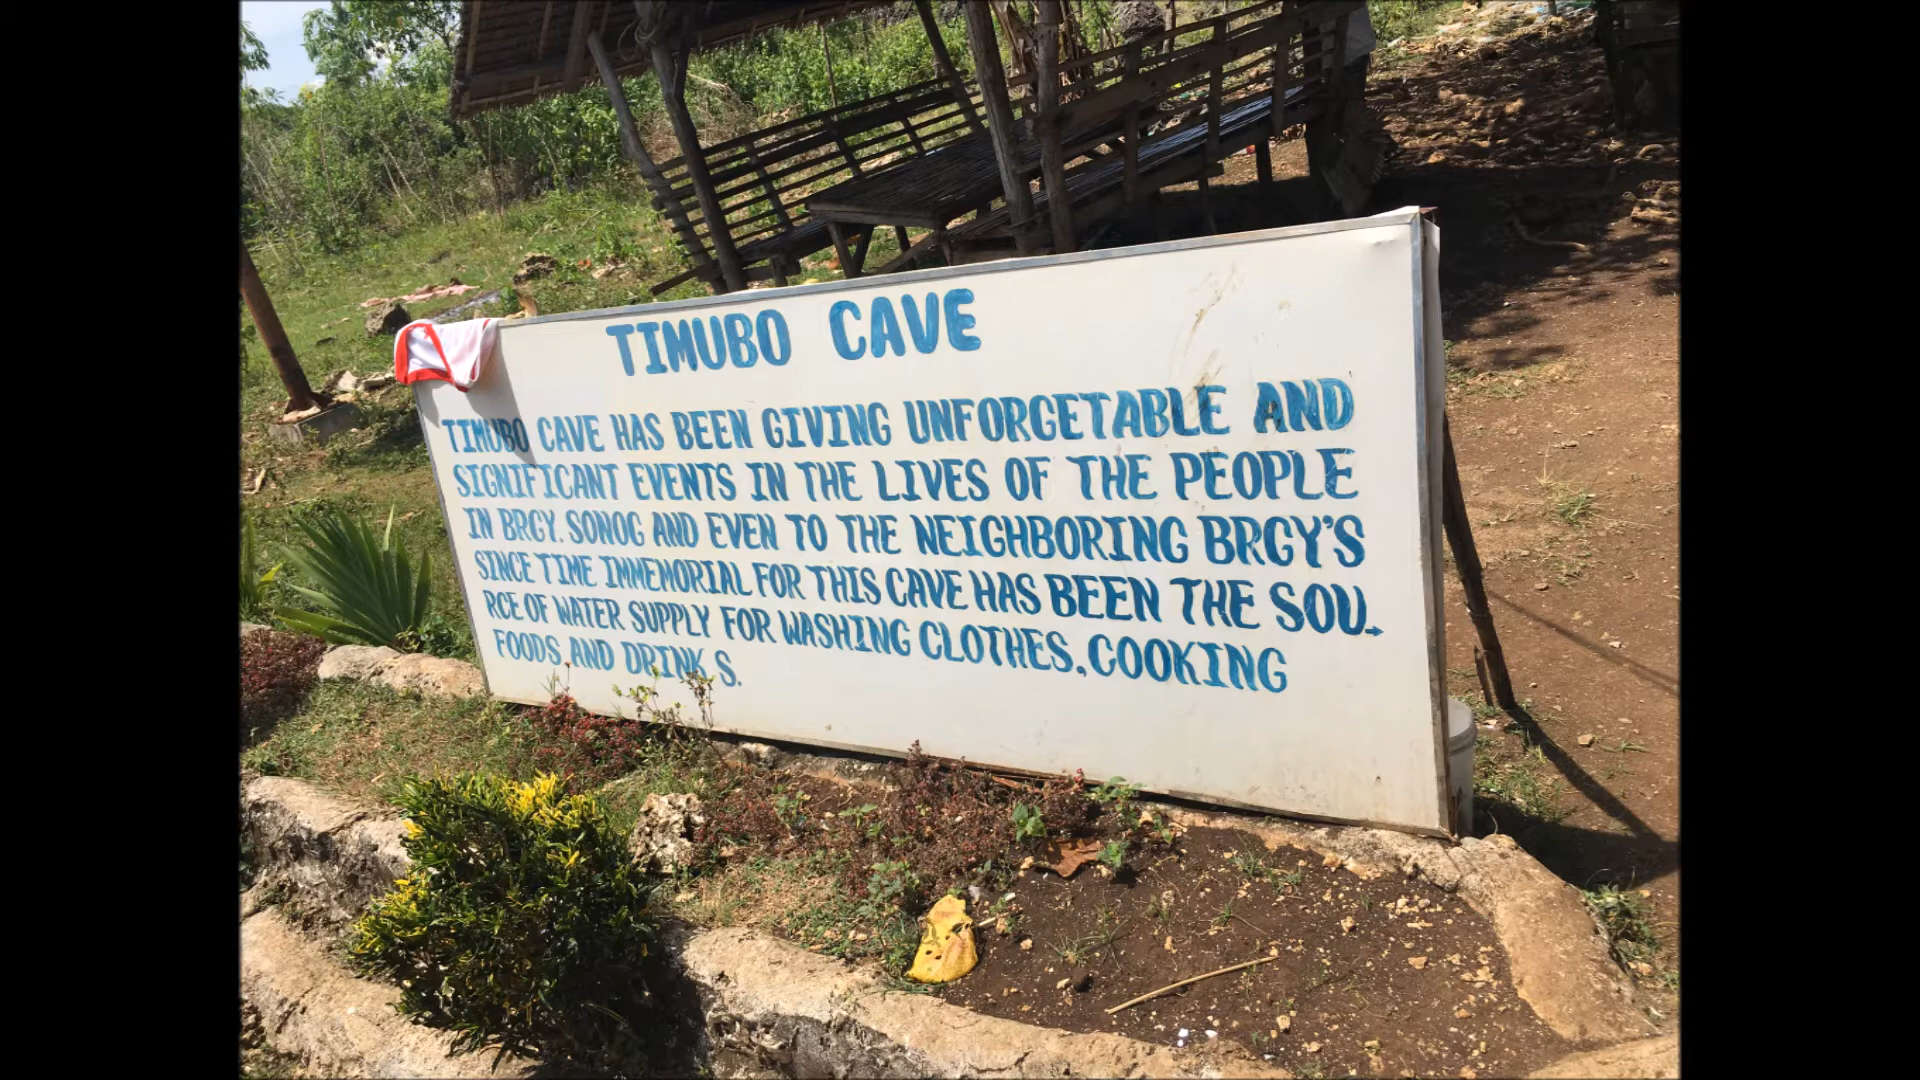 TIMUBO CAVE
TIMUBO CAVE HAS BEEN GIVING UNFORGETABLE AND
SIGNIFICANT EVENTS IN THE LIVES OF THE PEOPLE
IN BRGY. SONOG AND EVEN TO THE NEIGHBORING BRGY'S
SINCE TIME IMMEMORIAL FOR THIS CAVE HAS BEEN THE SOU→
RCE OF WATER SUPPLY FOR WASHING CLOTHES, COOKING
FOODS AND DRINKS.